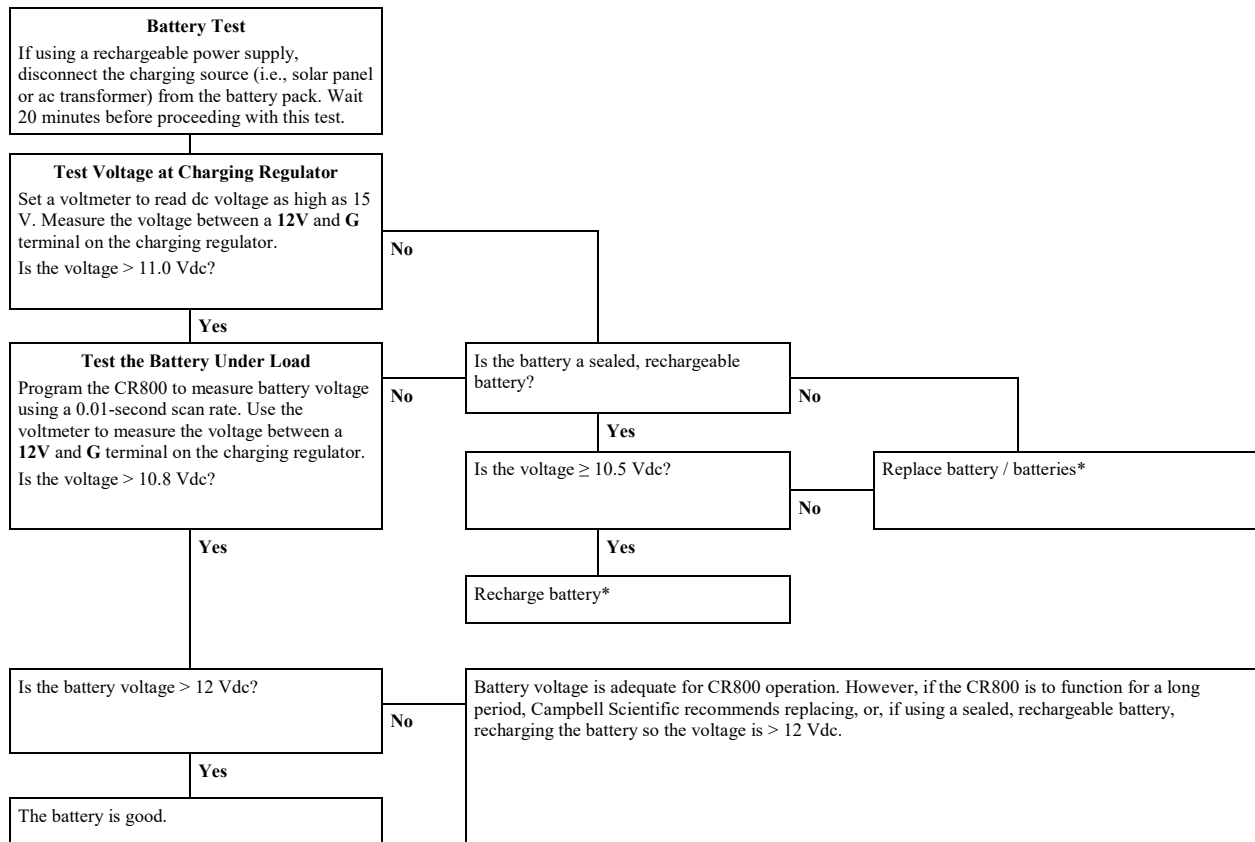 Battery Test
If using a rechargeable power supply,
disconnect the charging source (i.e., solar panel
or ac transformer) from the battery pack. Wait
20 minutes before proceeding with this test.
Test Voltage at Charging Regulator
Set a voltmeter to read dc voltage as high as 15
V. Measure the voltage between a 12V and G
terminal on the charging regulator.
Is the voltage > 11.0 Vdc?
No
Yes
Test the Battery Under Load
Program the CR800 to measure battery voltage
using a 0.01-second scan rate. Use the
voltmeter to measure the voltage between a
12V and G terminal on the charging regulator.
Is the voltage > 10.8 Vdc?
No
Is the battery a sealed, rechargeable
battery?
No
Yes
Is the voltage ≥ 10.5 Vdc?
No
Replace battery / batteries*
Yes
Yes
Recharge battery*
Is the battery voltage > 12 Vdc?
No
Battery voltage is adequate for CR800 operation. However, if the CR800 is to function for a long
period, Campbell Scientific recommends replacing, or, if using a sealed, rechargeable battery,
recharging the battery so the voltage is > 12 Vdc.
Yes
The battery is good.